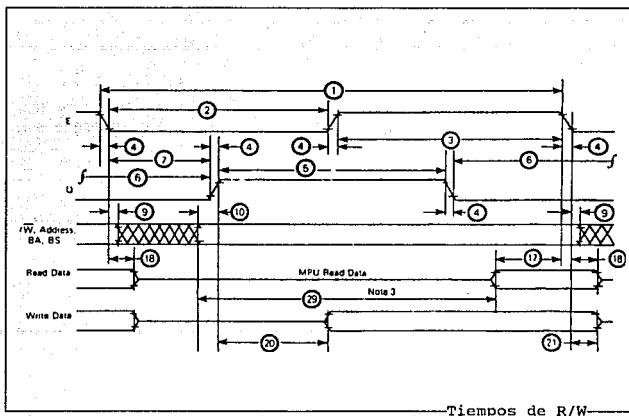 1
2
E
4 4 4 3 4
7 6
6 5
Q
9 10 4 9
/W, Address,
BA, BS
18 17 18
Read Data MPU Read Data
29 Note 3
Write Data
20 21
Tiempos de R/W